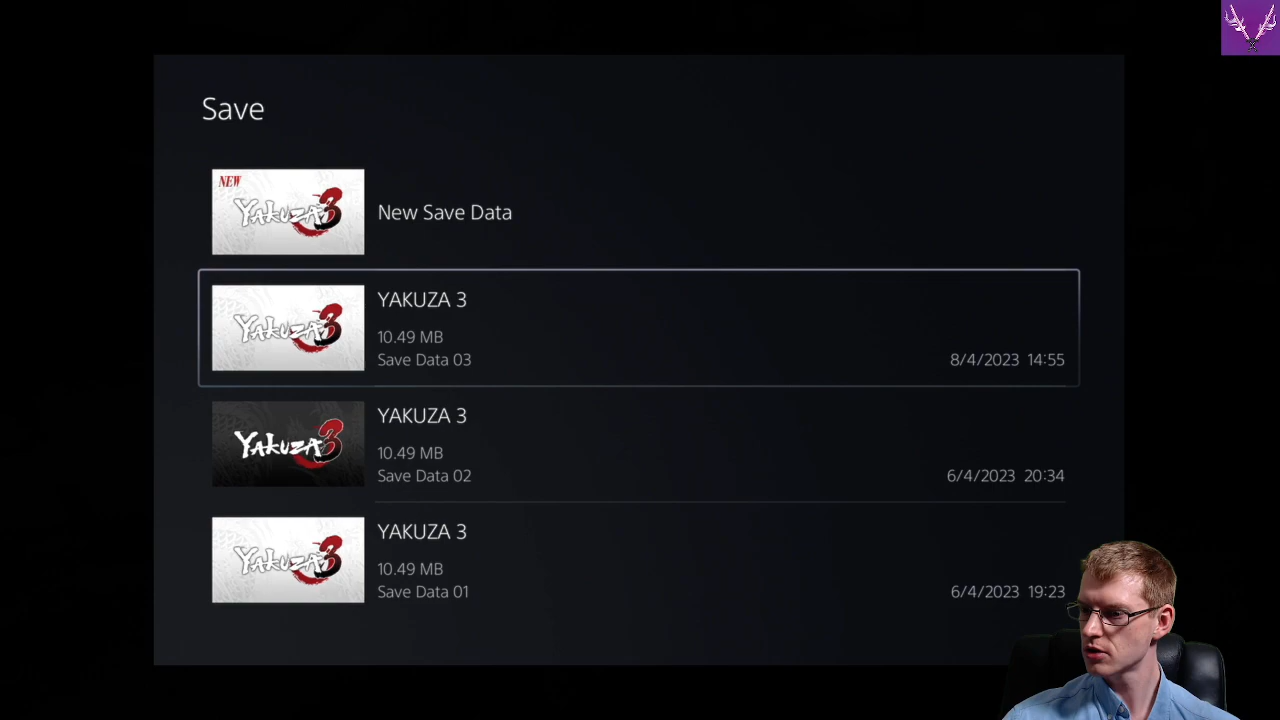 Save
NEW
YAKUZA 3
New Save Data
YAKUZA 3
YAKUZA 3
10.49 MB
Save Data 03
8/4/2023 14:55
YAKUZA 3
YAKUZA 3
10.49 MB
Save Data 02
6/4/2023 20:34
YAKUZA 3
YAKUZA 3
10.49 MB
Save Data 01
6/4/2023 19:23